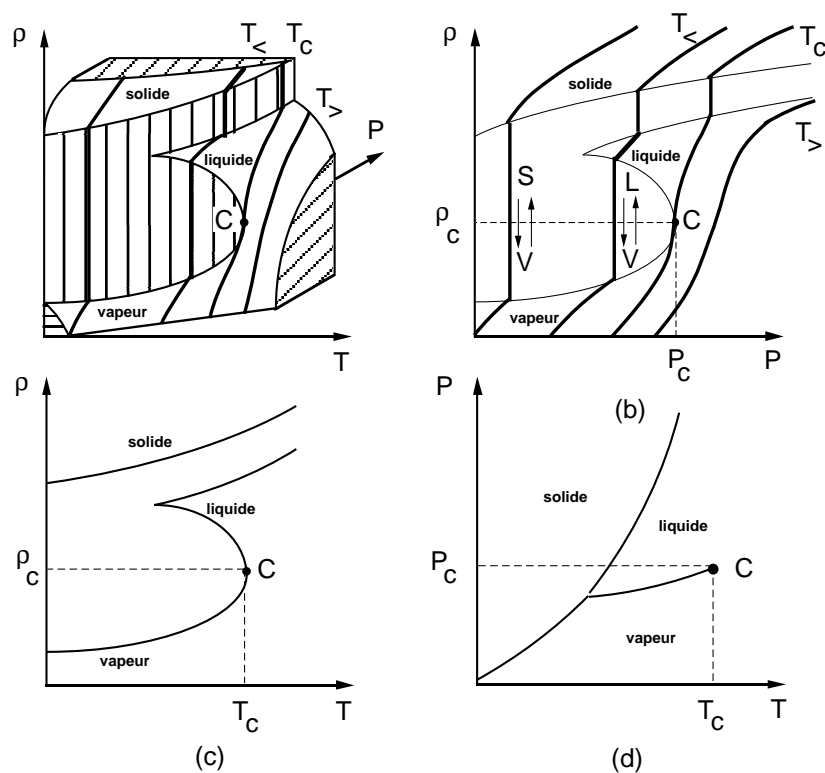 ρ
T<
Tc
solide
T>
P
liquide
C
vapeur
T
ρ
T<
Tc
solide
T>
liquide
S
L
ρc
C
V
V
vapeur
Pc
P
(b)
ρ
solide
liquide
ρc
C
vapeur
Tc
T
(c)
P
solide
liquide
Pc
C
vapeur
Tc
T
(d)